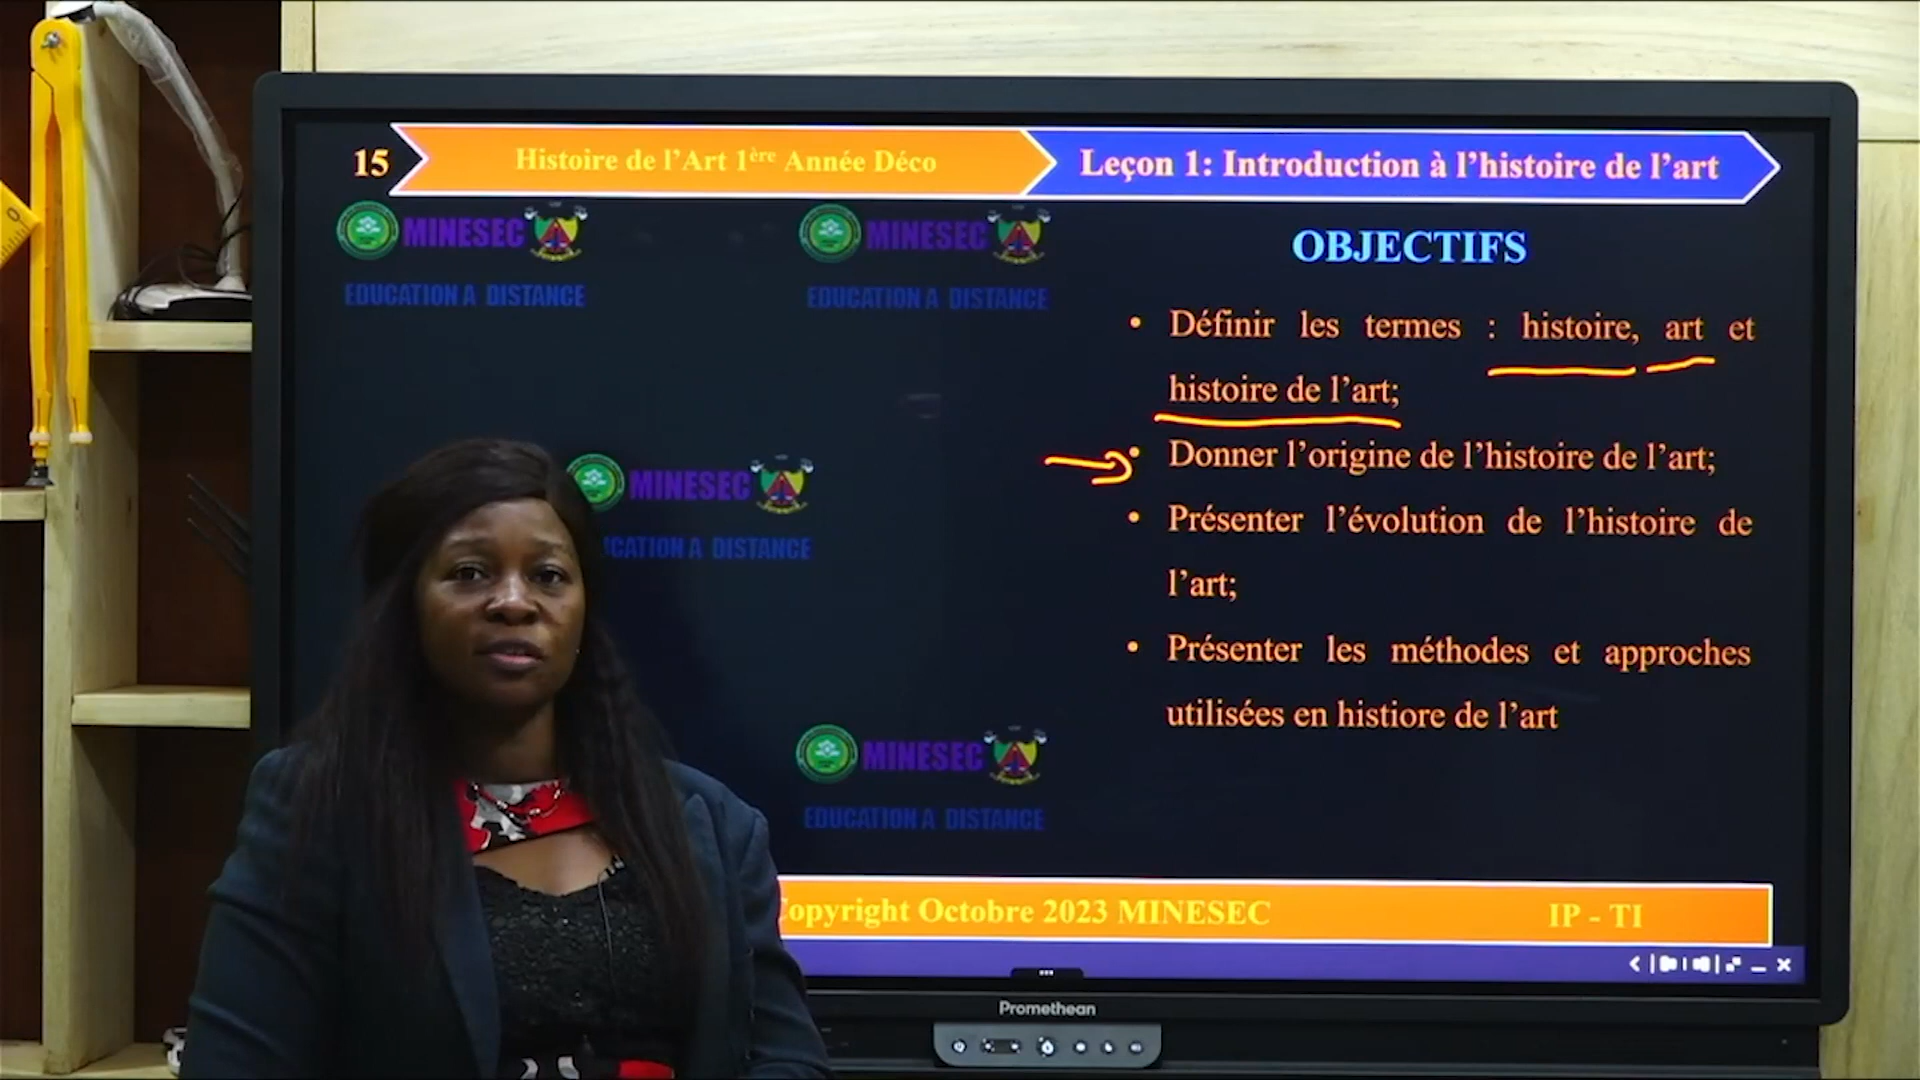 15
Histoire de l'Art 1ère Année Déco
Leçon 1: Introduction à l'histoire de l'art
MINESEC
EDUCATION A DISTANCE
MINESEC
EDUCATION A DISTANCE
OBJECTIFS
• Définir les termes : histoire, art et
histoire de l'art;
• Donner l'origine de l'histoire de l'art;
• Présenter l'évolution de l'histoire de
l'art;
• Présenter les méthodes et approches
utilisées en histiore de l'art
MINESEC
ICATION A DISTANCE
MINESEC
EDUCATION A DISTANCE
Copyright Octobre 2023 MINESEC
IP - TI
Promethean
0